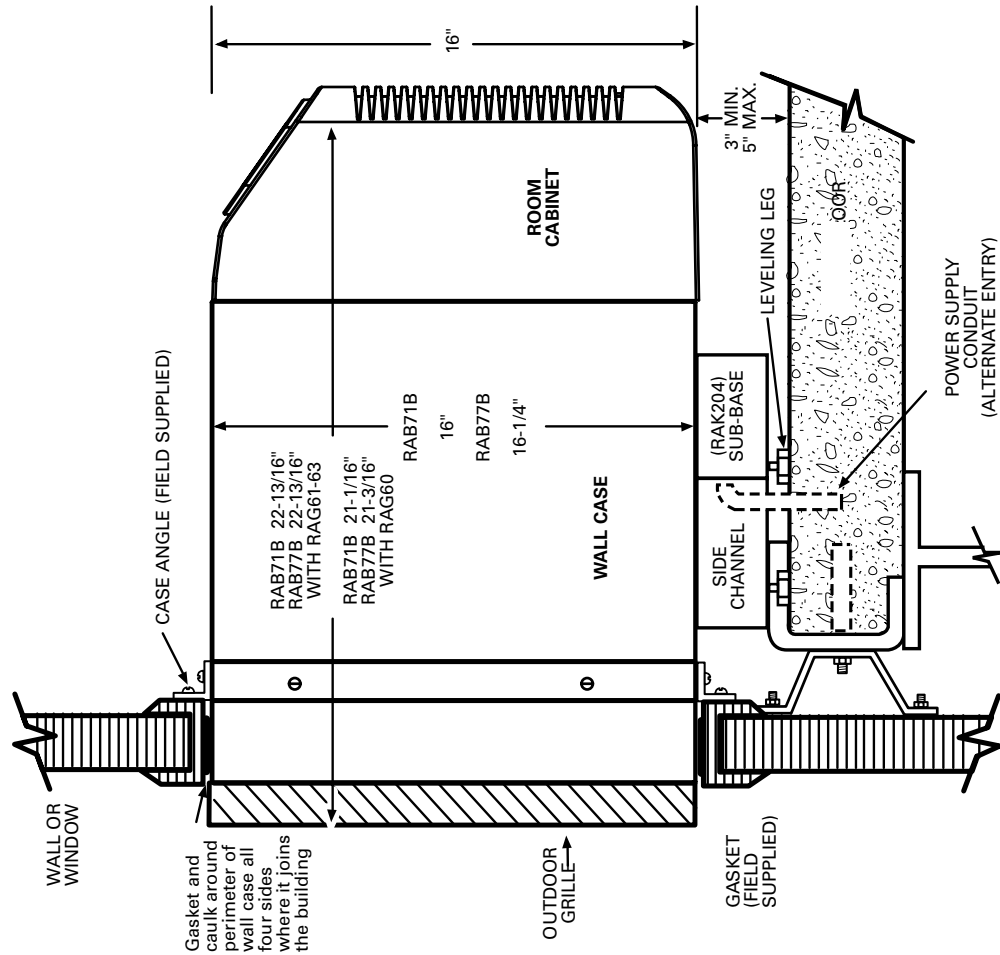 WALL OR
WINDOW
Gasket and
caulk around
perimeter of
wall case all
four sides
where it joins
the building
OUTDOOR
GRILLE
GASKET
(FIELD
SUPPLIED)
CASE ANGLE (FIELD SUPPLIED)
RAB71B 22-13/16"
RAB77B 22-13/16"
WITH RAG61-63
RAB71B 21-1/16"
RAB77B 21-3/16"
WITH RAG60
RAB71B
16"
RAB77B
16-1/4"
WALL CASE
ROOM
CABINET
16"
3" MIN.
5" MAX.
SIDE
CHANNEL
(RAK204)
SUB-BASE
LEVELING LEG
OOR
POWER SUPPLY
CONDUIT
(ALTERNATE ENTRY)